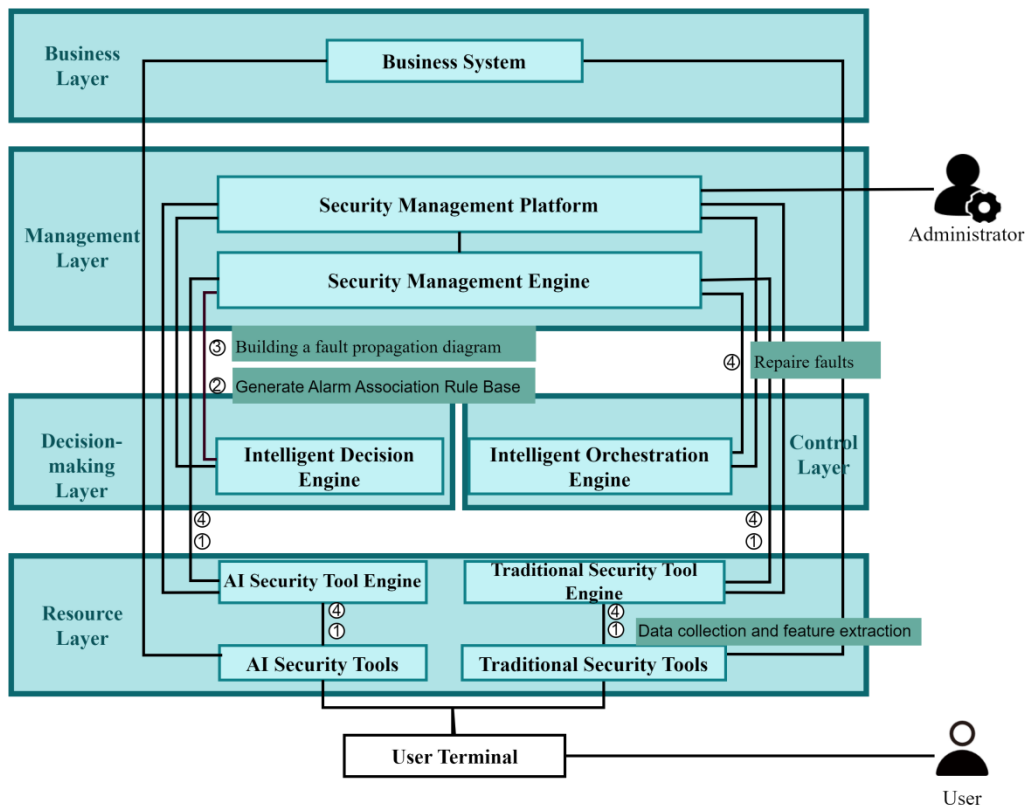 Business
Layer
Business System
Management
Layer
Security Management Platform
Administrator
Security Management Engine
③ Building a fault propagation diagram
④ Repaire faults
② Generate Alarm Association Rule Base
Decision-
making
Layer
Intelligent Decision
Engine
Intelligent Orchestration
Engine
Control
Layer
④
①
④
①
Resource
Layer
AI Security Tool Engine
Traditional Security Tool
Engine
④
①
④
① Data collection and feature extraction
AI Security Tools
Traditional Security Tools
User Terminal
User